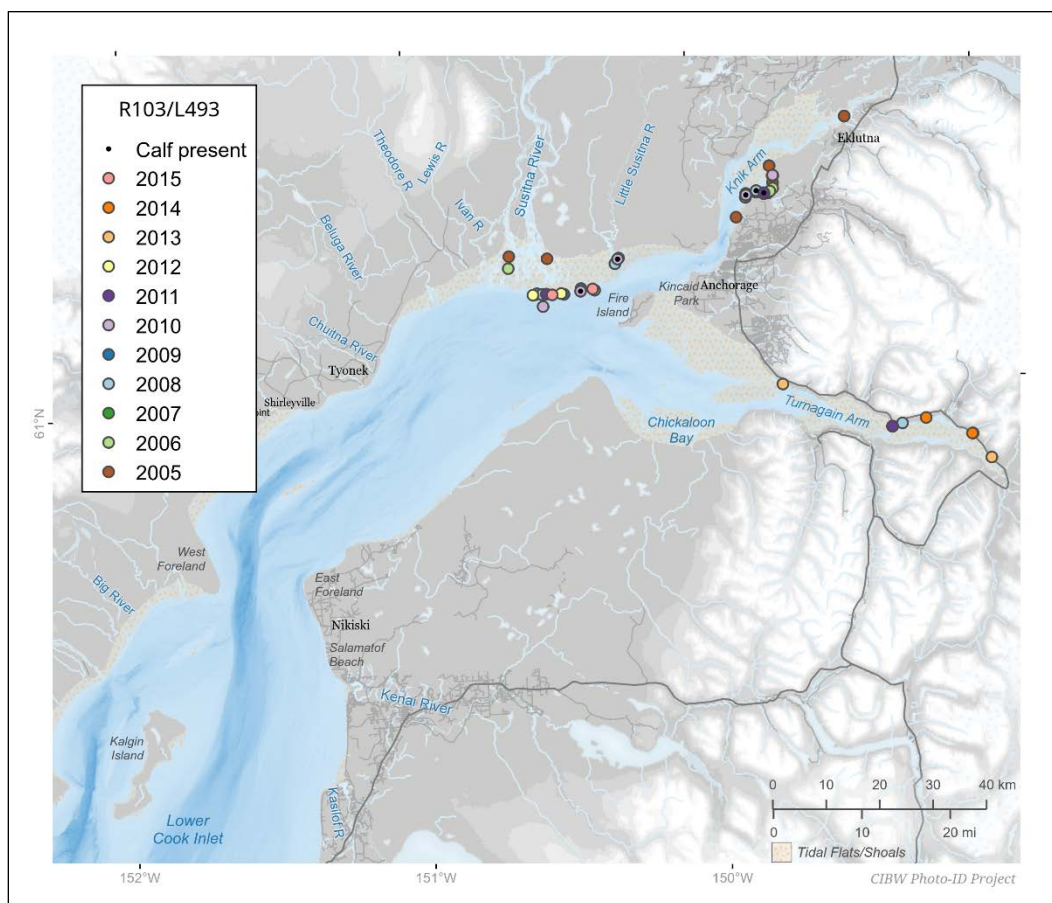 R103/L493
Calf present
2015
2014
2013
2012
2011
2010
2009
2008
2007
2006
2005
Theodore R
Lewis R
Ivan R
Susitna River
Little Susitna R
Knik Arm
Eklutna
Beluga River
Chuitna River
Tyonek
Shirleyville
oint
Fire
Island
Kincaid
Park
Anchorage
Turnagain Arm
Chickaloon
Bay
61°N
West
Foreland
Big River
East
Foreland
Nikiski
Salamatof
Beach
Kenai River
Kalgin
Island
Kasilof R
Lower
Cook Inlet
0 10 20 30 40 km
0 10 20 mi
Tidal Flats/Shoals
CIBW Photo-ID Project
152°W 151°W 150°W